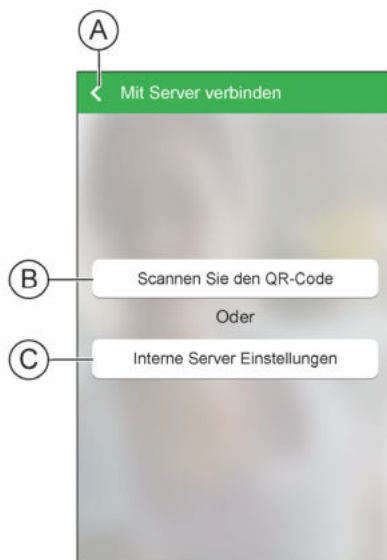 A
Mit Server verbinden
B
Scannen Sie den QR-Code
Oder
C
Interne Server Einstellungen